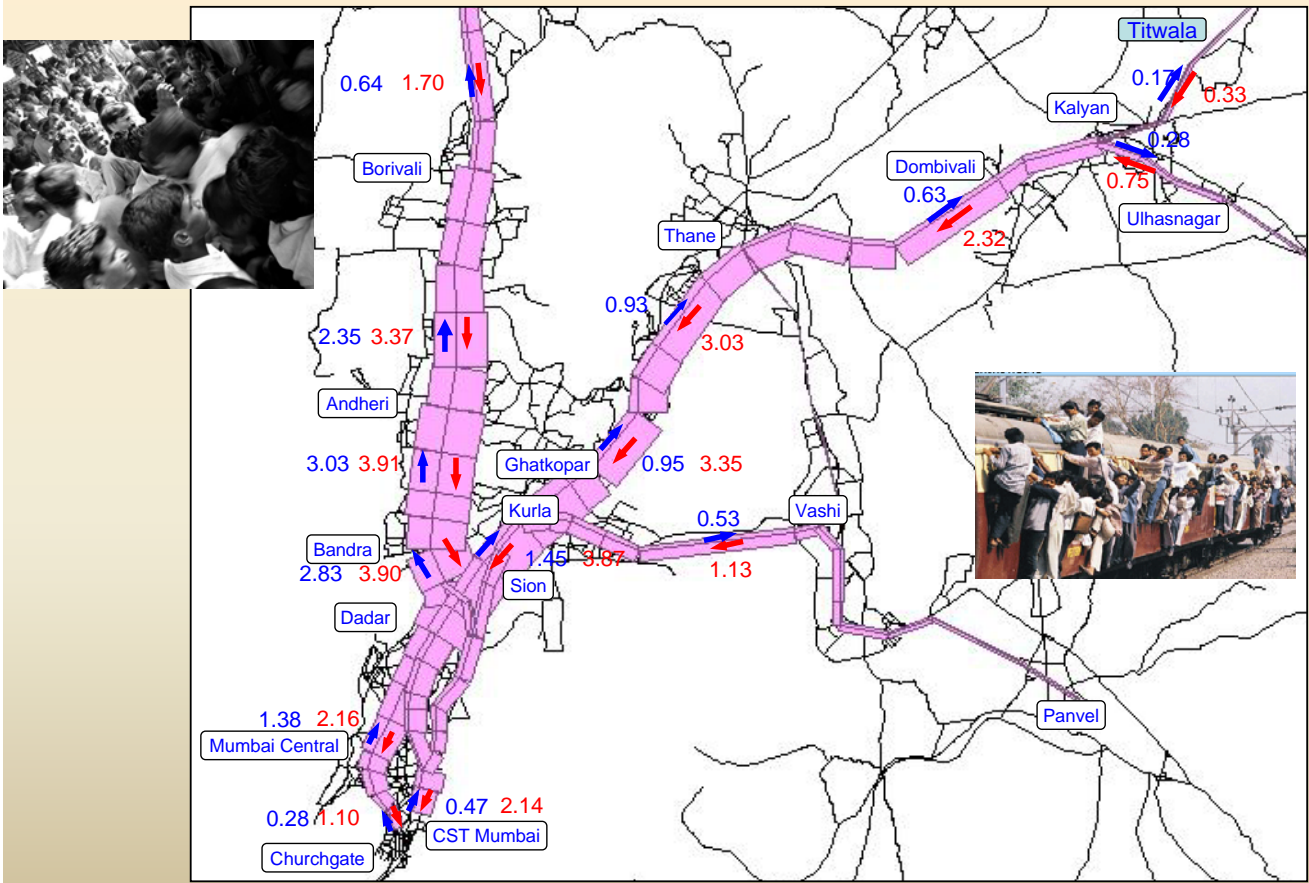 Titwala
0.17
0.64 1.70
0.33
Kalyan
0.28
Borivali
Dombivali
0.75
0.63
Ulhasnagar
Thane
2.32
0.93
2.35 3.37
3.03
Andheri
3.03 3.91
Ghatkopar
0.95 3.35
Kurla
Vashi
0.53
Bandra
1.45 3.87
2.83 3.90
1.13
Sion
Dadar
1.38 2.16
Panvel
Mumbai Central
0.47 2.14
0.28 1.10
CST Mumbai
Churchgate